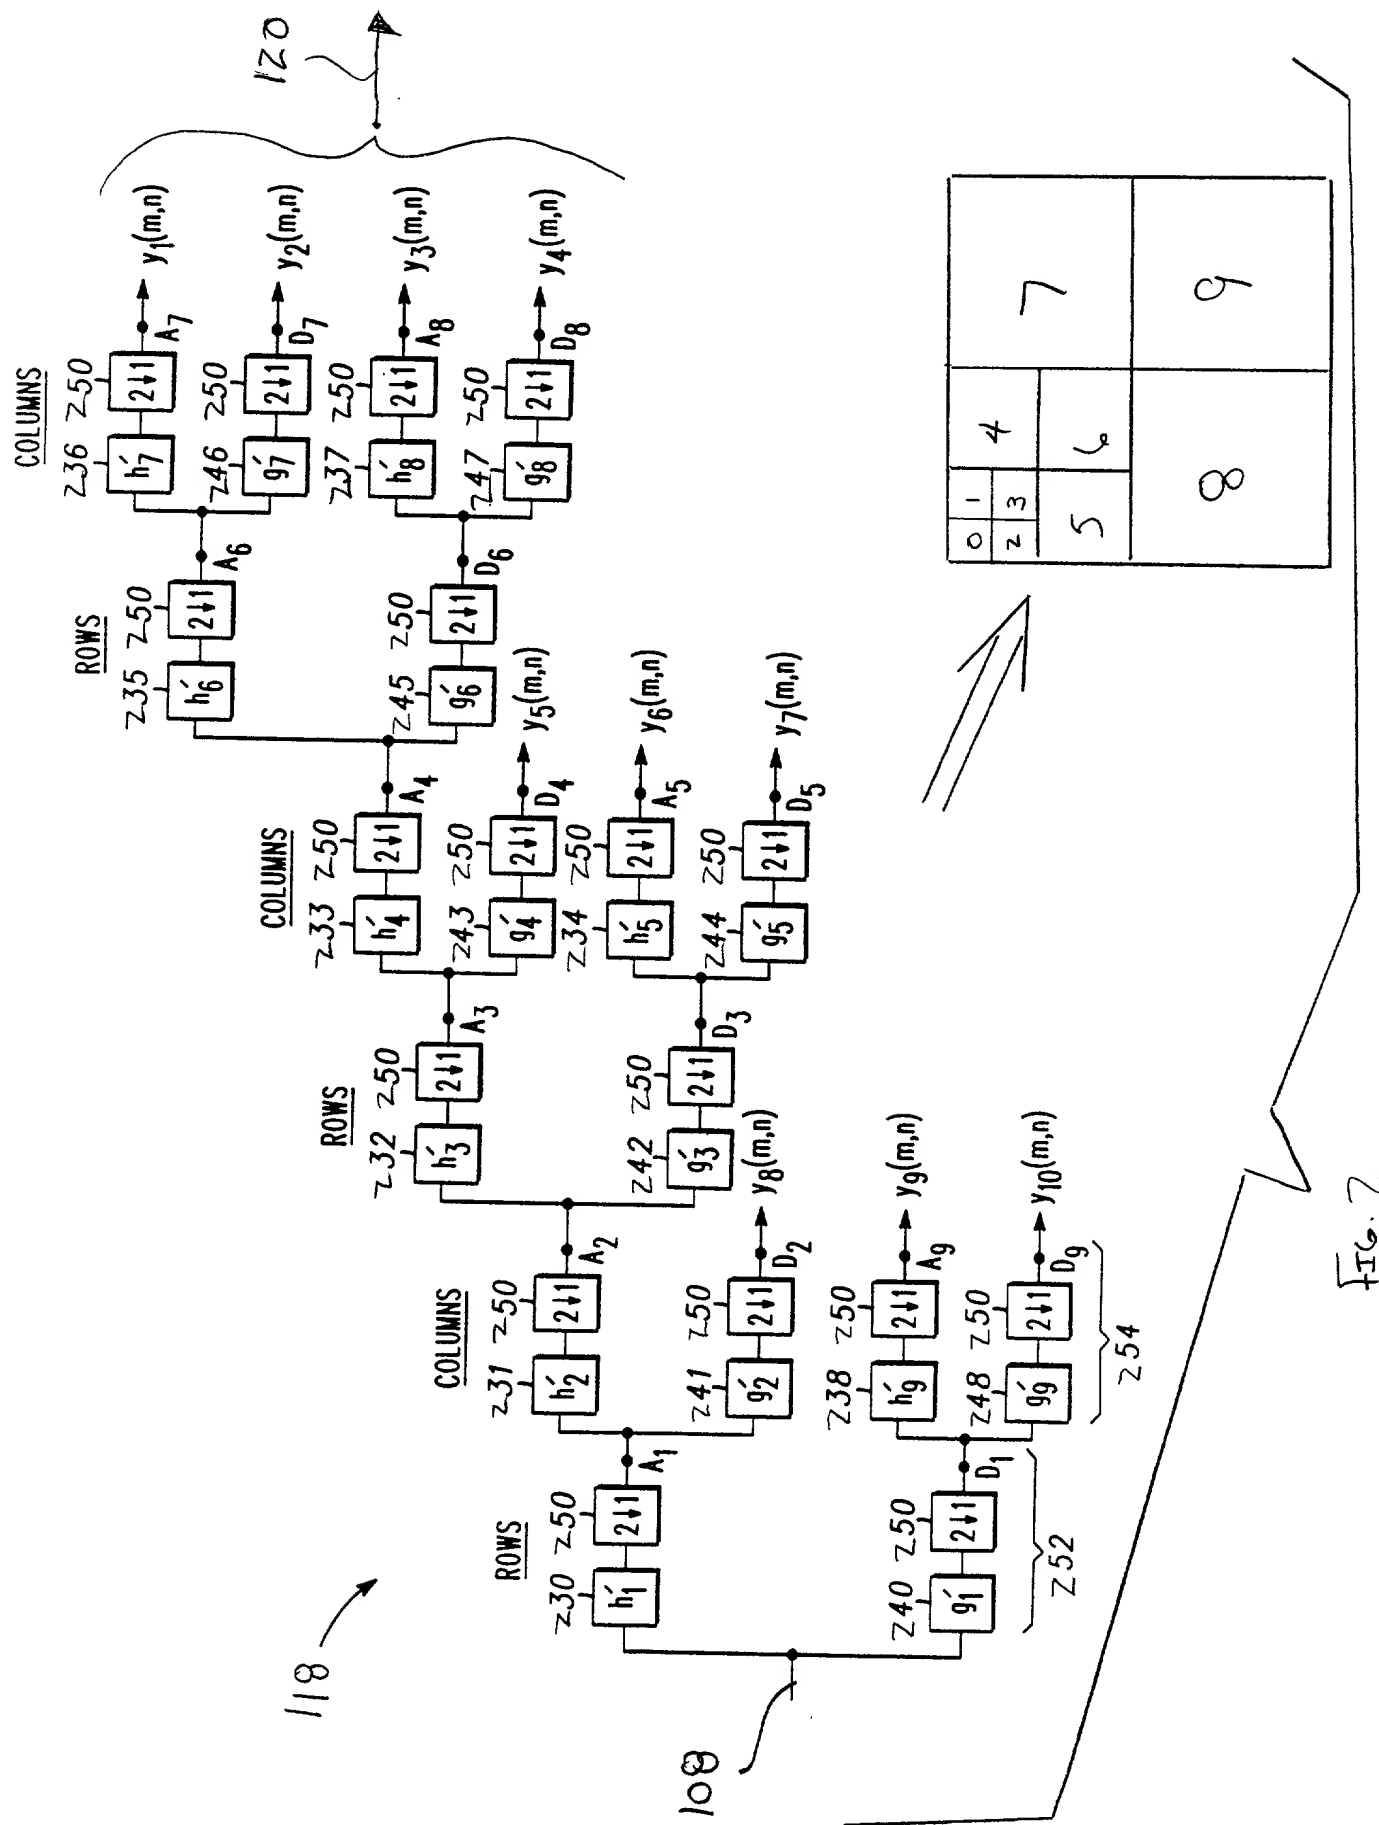 118
108
120
ROWS
COLUMNS
ROWS
COLUMNS
ROWS
COLUMNS
230 250
h′1 2↓1 A1
240 250
g′1 2↓1 D1
252
231 250
h′2 2↓1 A2
241 250
g′2 2↓1 D2 y8(m,n)
238 250
h′9 2↓1 A9 y9(m,n)
248 250
g′9 2↓1 D9 y10(m,n)
254
232 250
h′3 2↓1 A3
242 250
g′3 2↓1 D3
233 250
h′4 2↓1 A4
243 250
g′4 2↓1 D4 y5(m,n)
234 250
h′5 2↓1 A5 y6(m,n)
244 250
g′5 2↓1 D5 y7(m,n)
235 250
h′6 2↓1 A6
245 250
g′6 2↓1 D6
236 250
h′7 2↓1 A7 y1(m,n)
246 250
g′7 2↓1 D7 y2(m,n)
237 250
h′8 2↓1 A8 y3(m,n)
247 250
g′8 2↓1 D8 y4(m,n)
0 1
2 3
4
5 6
7
8 9
FIG. 7